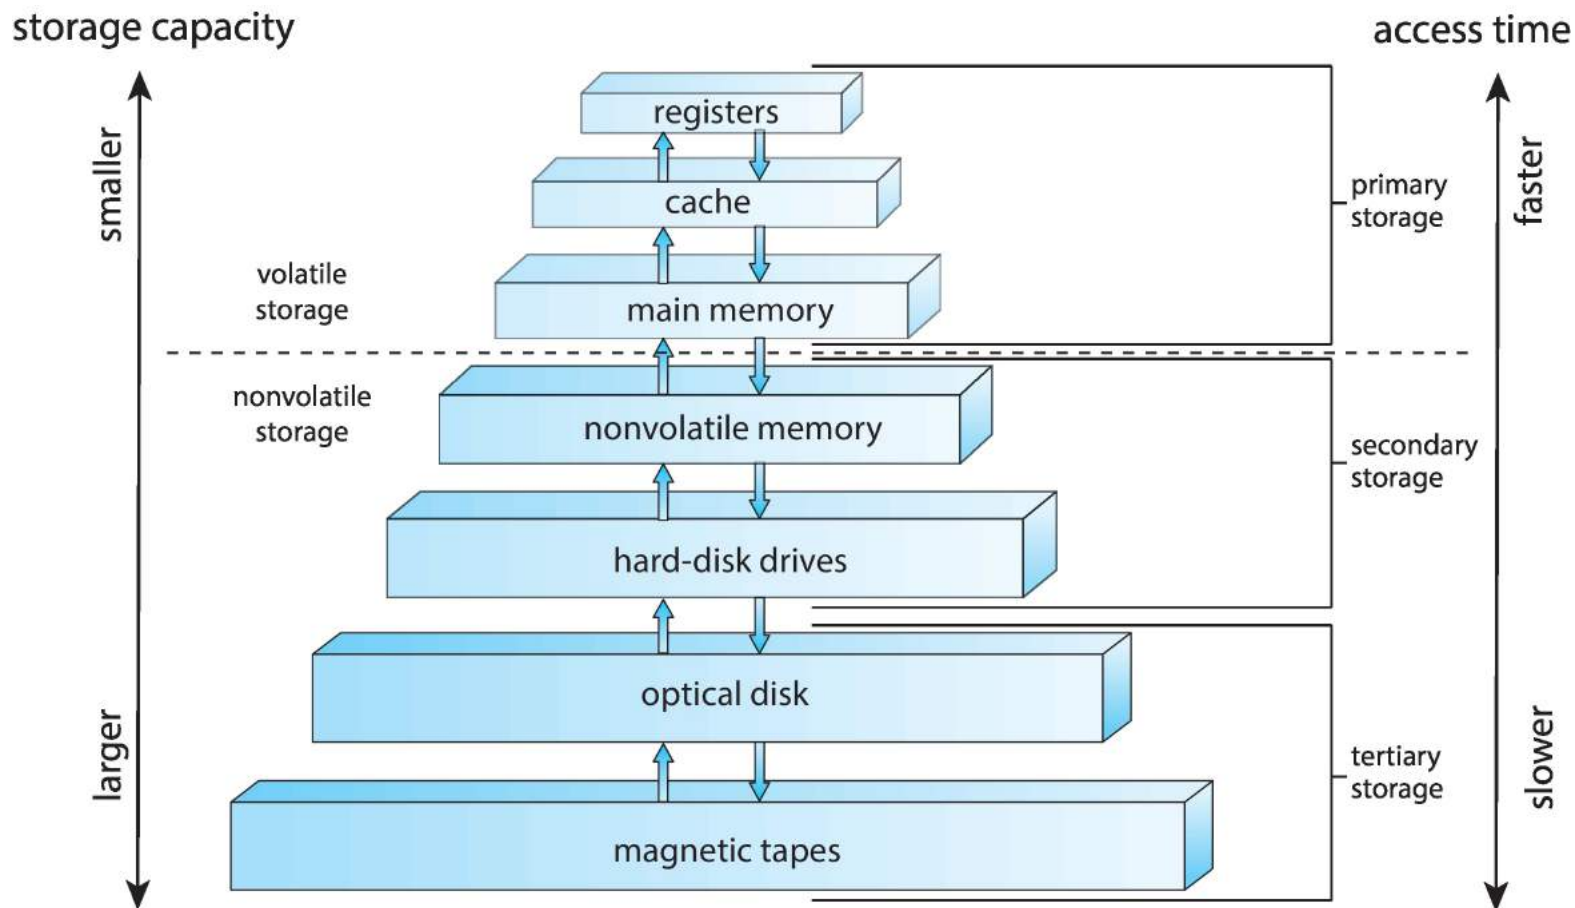 storage capacity
access time
registers
cache
main memory
nonvolatile memory
hard-disk drives
optical disk
magnetic tapes
smaller
larger
volatile
storage
nonvolatile
storage
primary
storage
secondary
storage
tertiary
storage
faster
slower